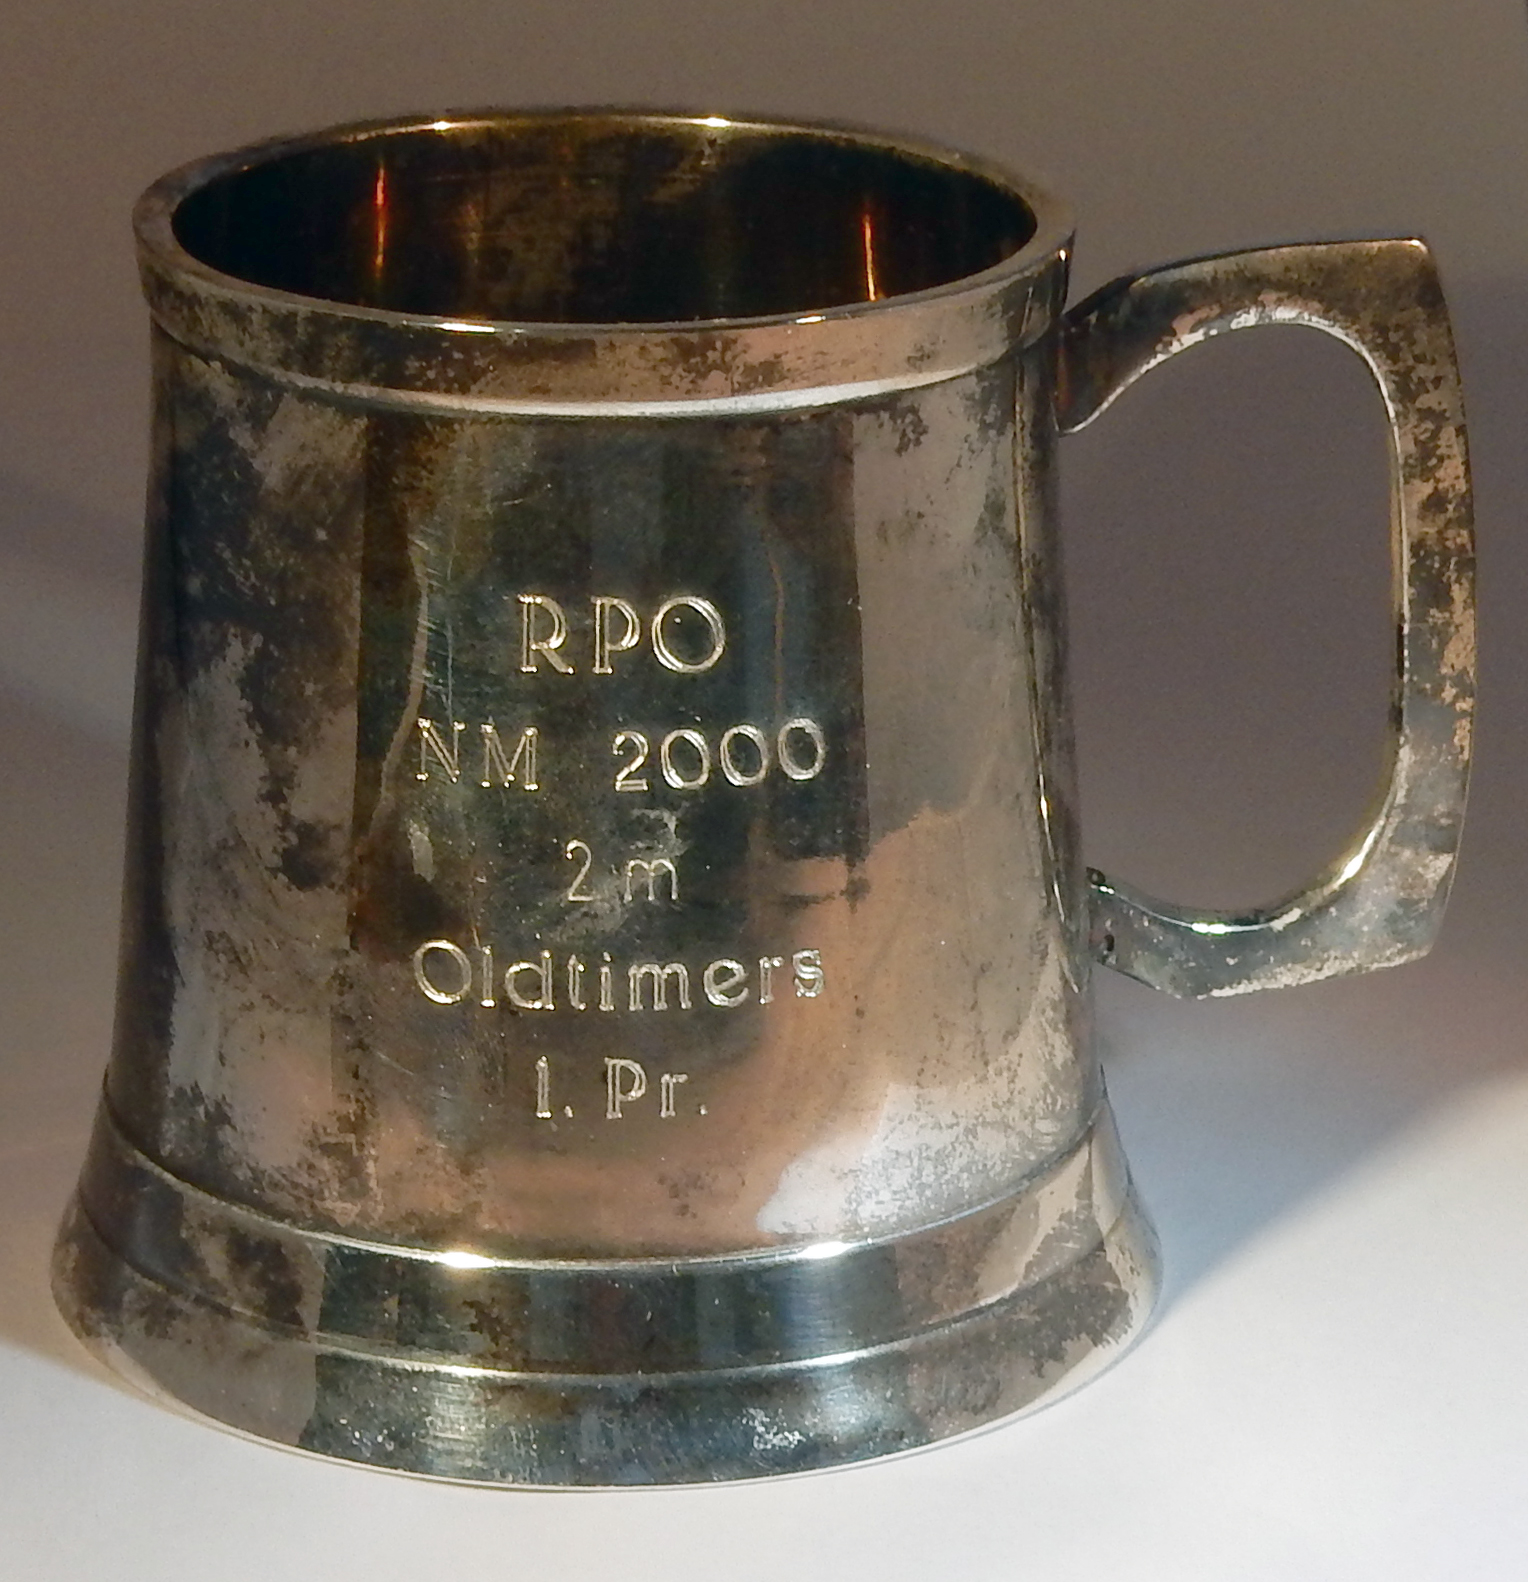 RPO
NM 2000
2 m
Oldtimers
1. Pr.